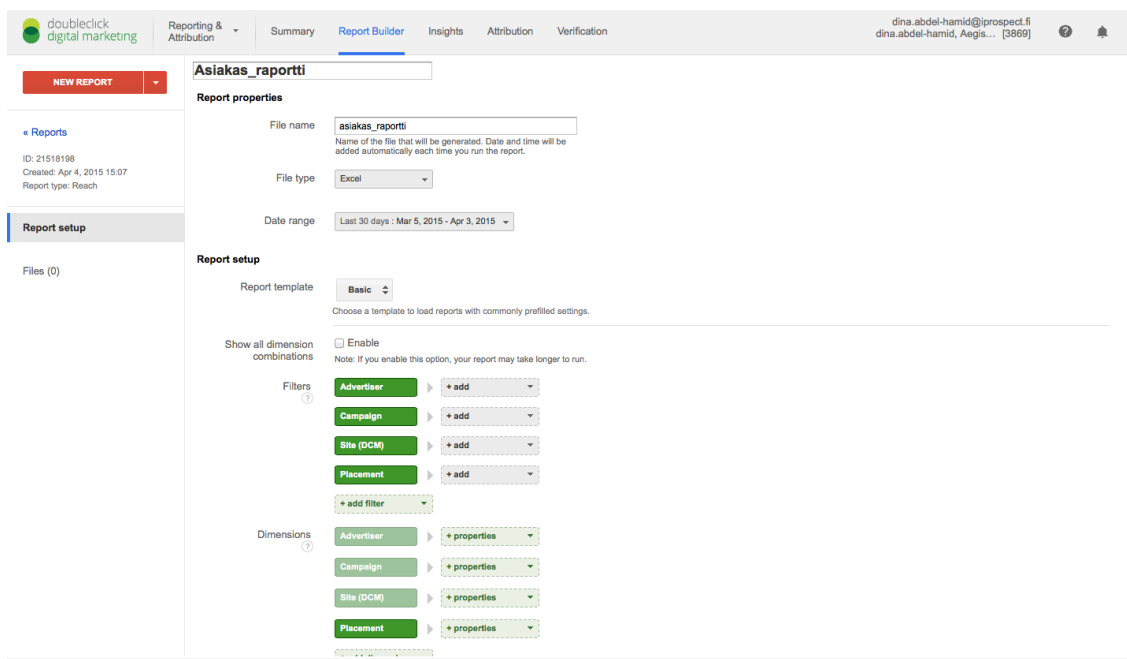 doubleclick
digital marketing
Reporting &
Attribution
Summary
Report Builder
Insights
Attribution
Verification
dina.abdel-hamid@iprospect.fi
dina.abdel-hamid, Aegis... [3869]
?
NEW REPORT
« Reports
ID: 21518198
Created: Apr 4, 2015 15:07
Report type: Reach
Report setup
Files (0)
Asiakas_raportti
Report properties
File name
asiakas_raportti
Name of the file that will be generated. Date and time will be
added automatically each time you run the report.
File type
Excel
Date range
Last 30 days : Mar 5, 2015 - Apr 3, 2015
Report setup
Report template
Basic
Choose a template to load reports with commonly prefilled settings.
Show all dimension
combinations
Enable
Note: If you enable this option, your report may take longer to run.
Filters
?
Advertiser
+ add
Campaign
+ add
Site (DCM)
+ add
Placement
+ add
+ add filter
Dimensions
?
Advertiser
+ properties
Campaign
+ properties
Site (DCM)
+ properties
Placement
+ properties